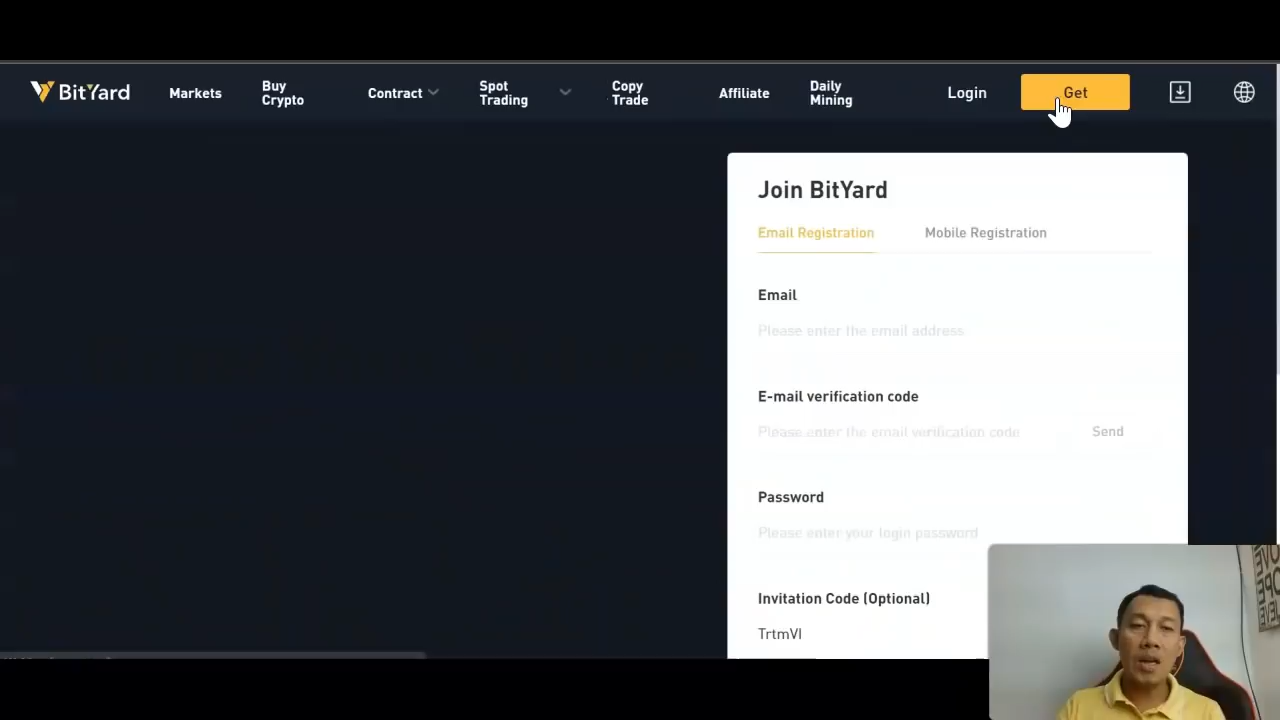 BitYard
Markets
Buy
Crypto
Contract
Spot
Trading
Copy
Trade
Affiliate
Daily
Mining
Login
Get
Join BitYard
Email Registration
Mobile Registration
Email
Please enter the email address
E-mail verification code
Please enter the email verification code
Send
Password
Please enter your login password
Invitation Code (Optional)
TrtmVI